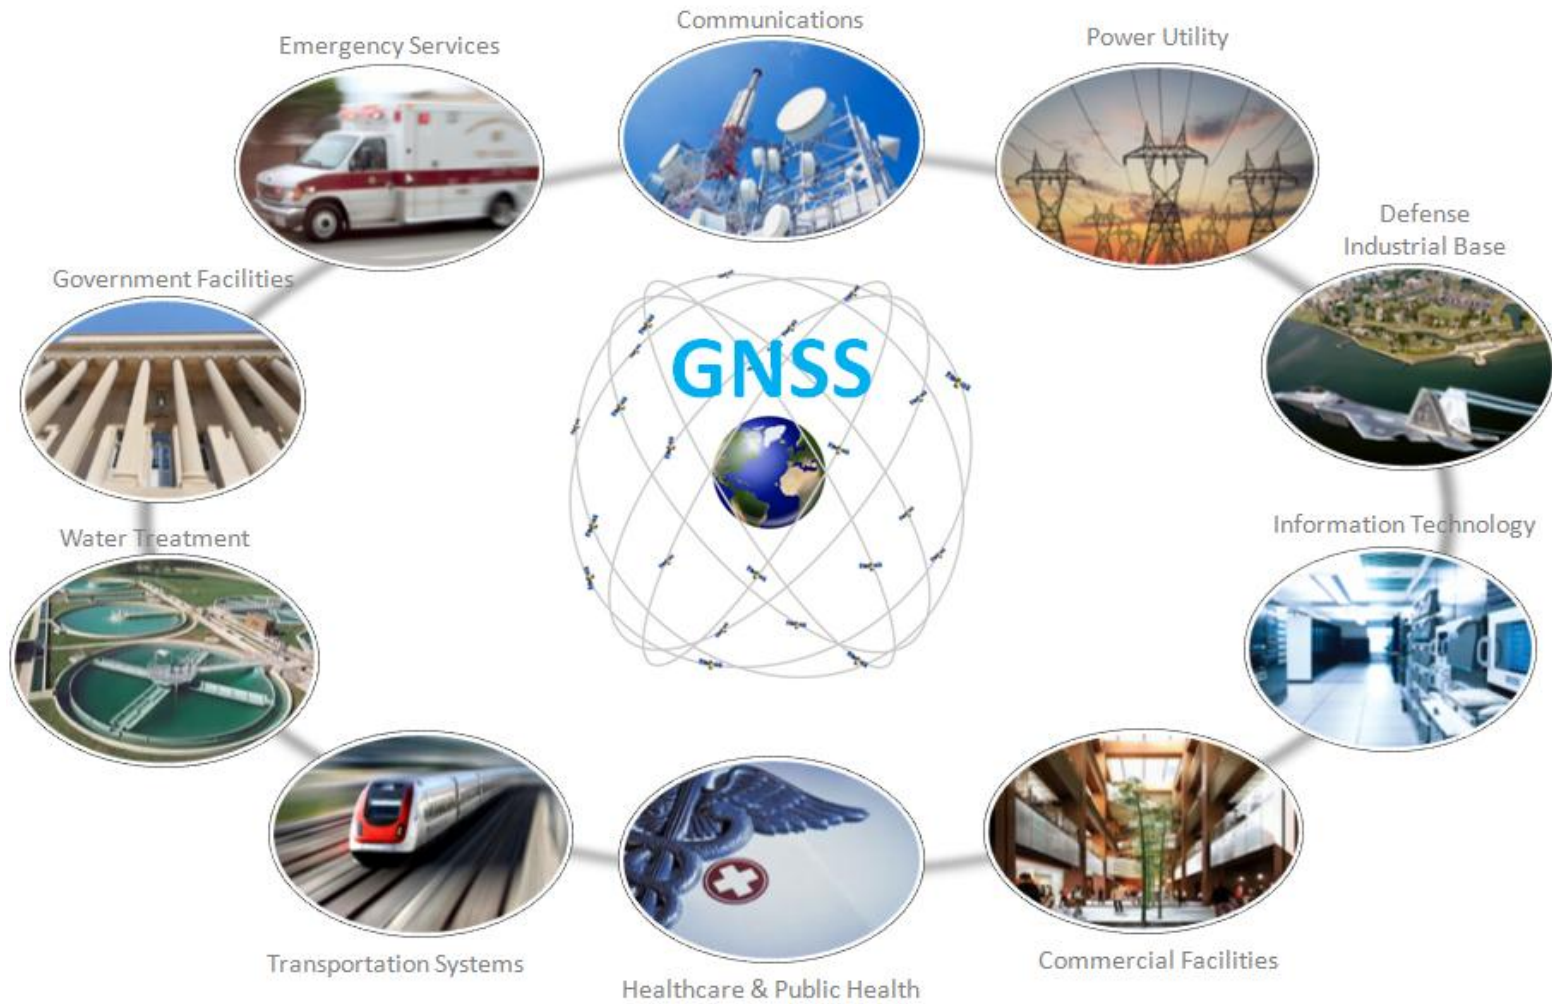 Communications
Emergency Services
Power Utility
Defense
Industrial Base
Government Facilities
GNSS
Information Technology
Water Treatment
Commercial Facilities
Transportation Systems
Healthcare & Public Health